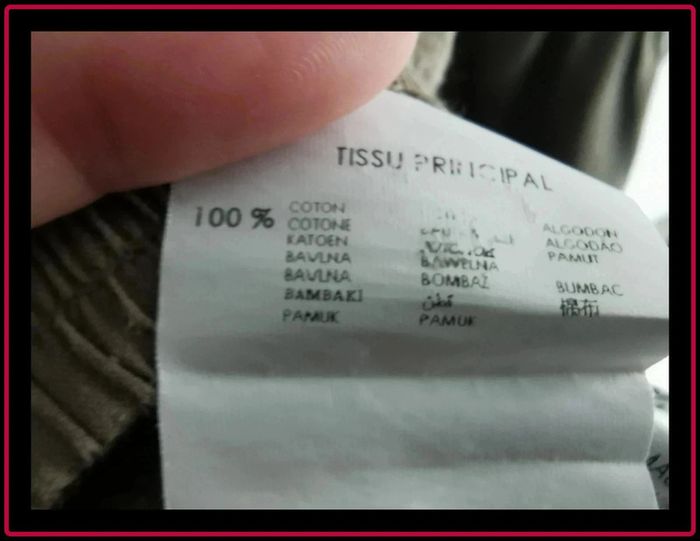 TISSU PRINCIPAL
100 % COTON
COTONE ALGODON
KATOEN ALGODÃO
BAVLNA BAWEŁNA PAMUT
BAVLNA BOMBAZ
BAMBAKI قطن BUMBAC
PAMUK PAMUK 棉布